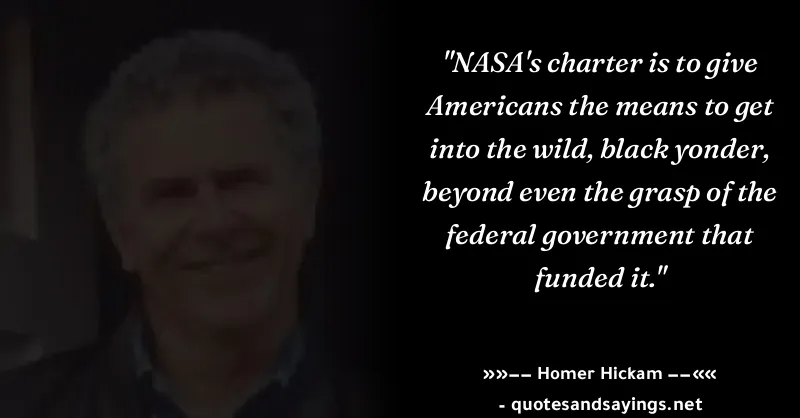 "NASA's charter is to give
Americans the means to get
into the wild, black yonder,
beyond even the grasp of the
federal government that
funded it."
»»−− Homer Hickam −−««
- quotesandsayings.net